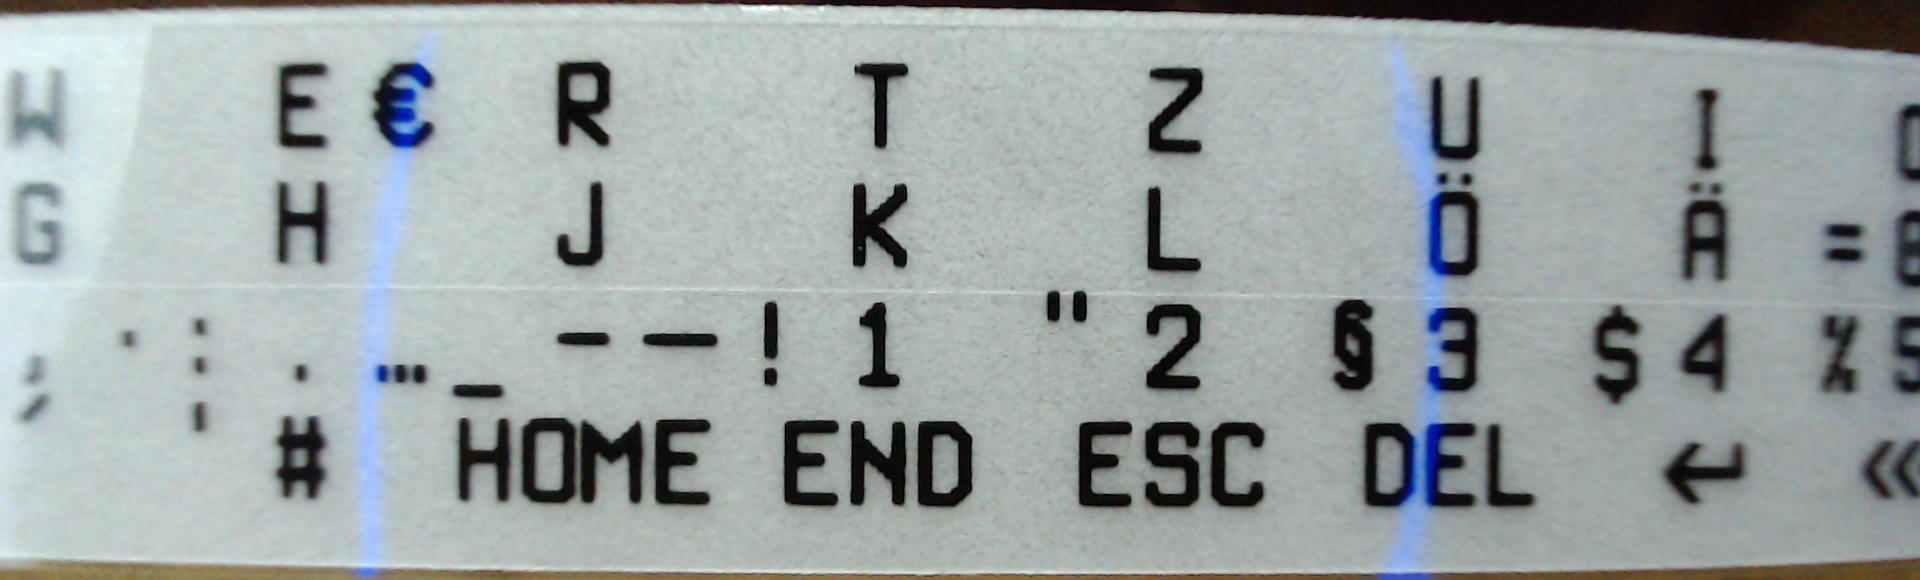 W E € R T Z U I
G H J K L Ö Ä =
, ; . : . … _ - — ! 1 " 2 § 3 $ 4 % 5
# HOME END ESC DEL ↵ «